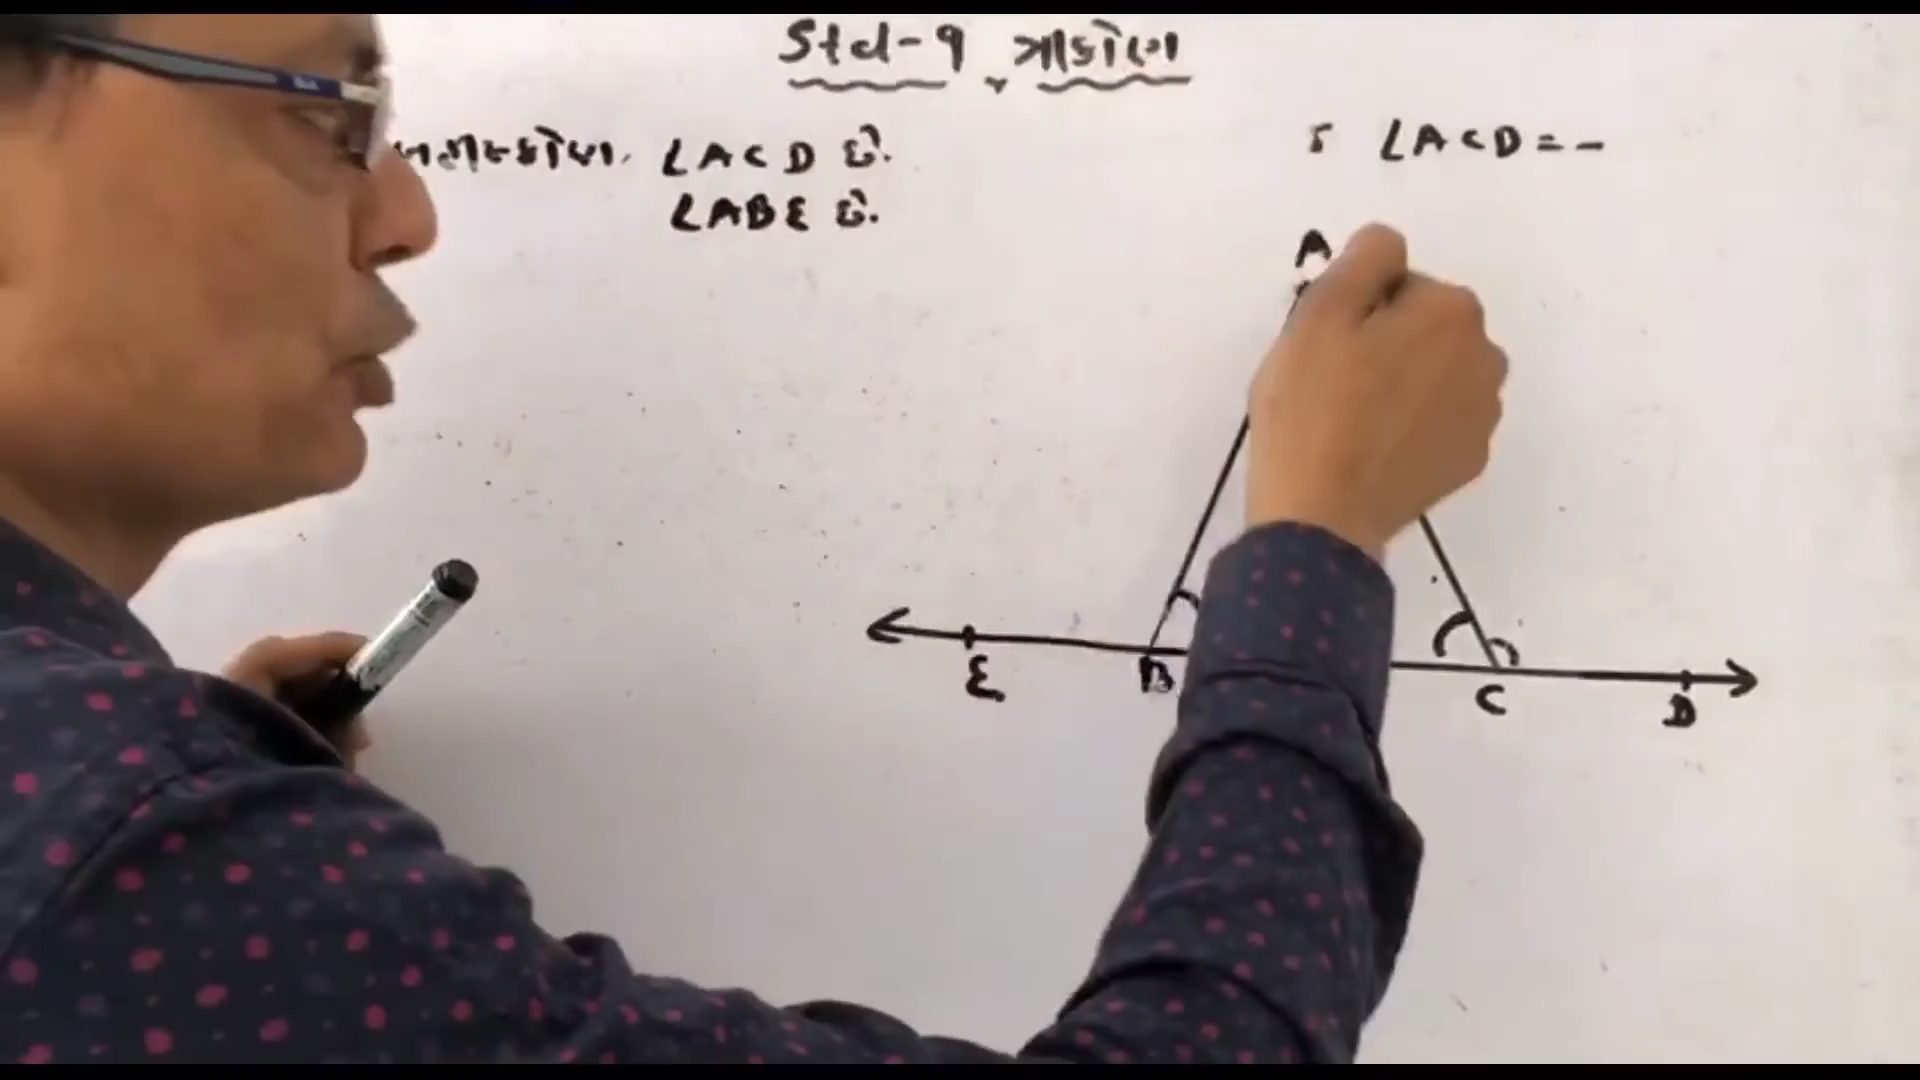 Std-9, ત્રિકોણ
∠ACD છે.
∠ABE છે.
∠ACD = -
A
E
B
C
D